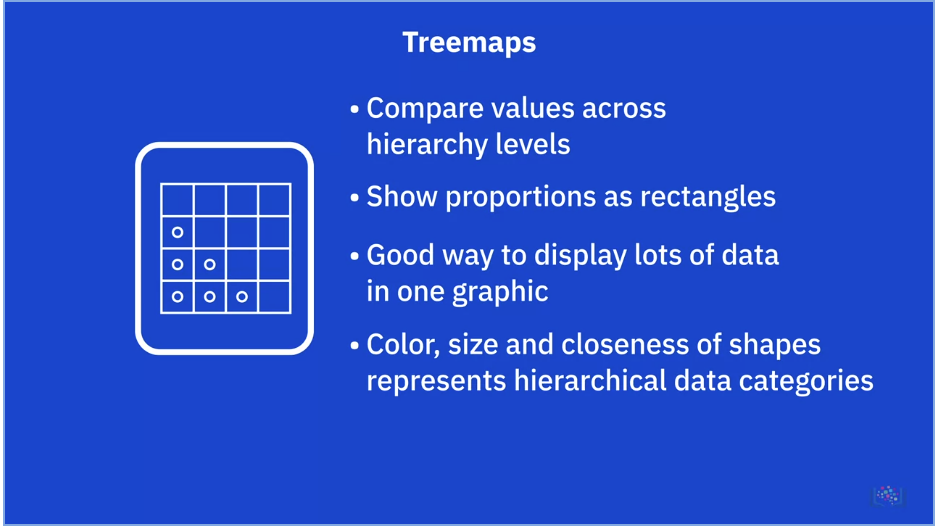 Treemaps
• Compare values across
hierarchy levels
• Show proportions as rectangles
• Good way to display lots of data
in one graphic
• Color, size and closeness of shapes
represents hierarchical data categories